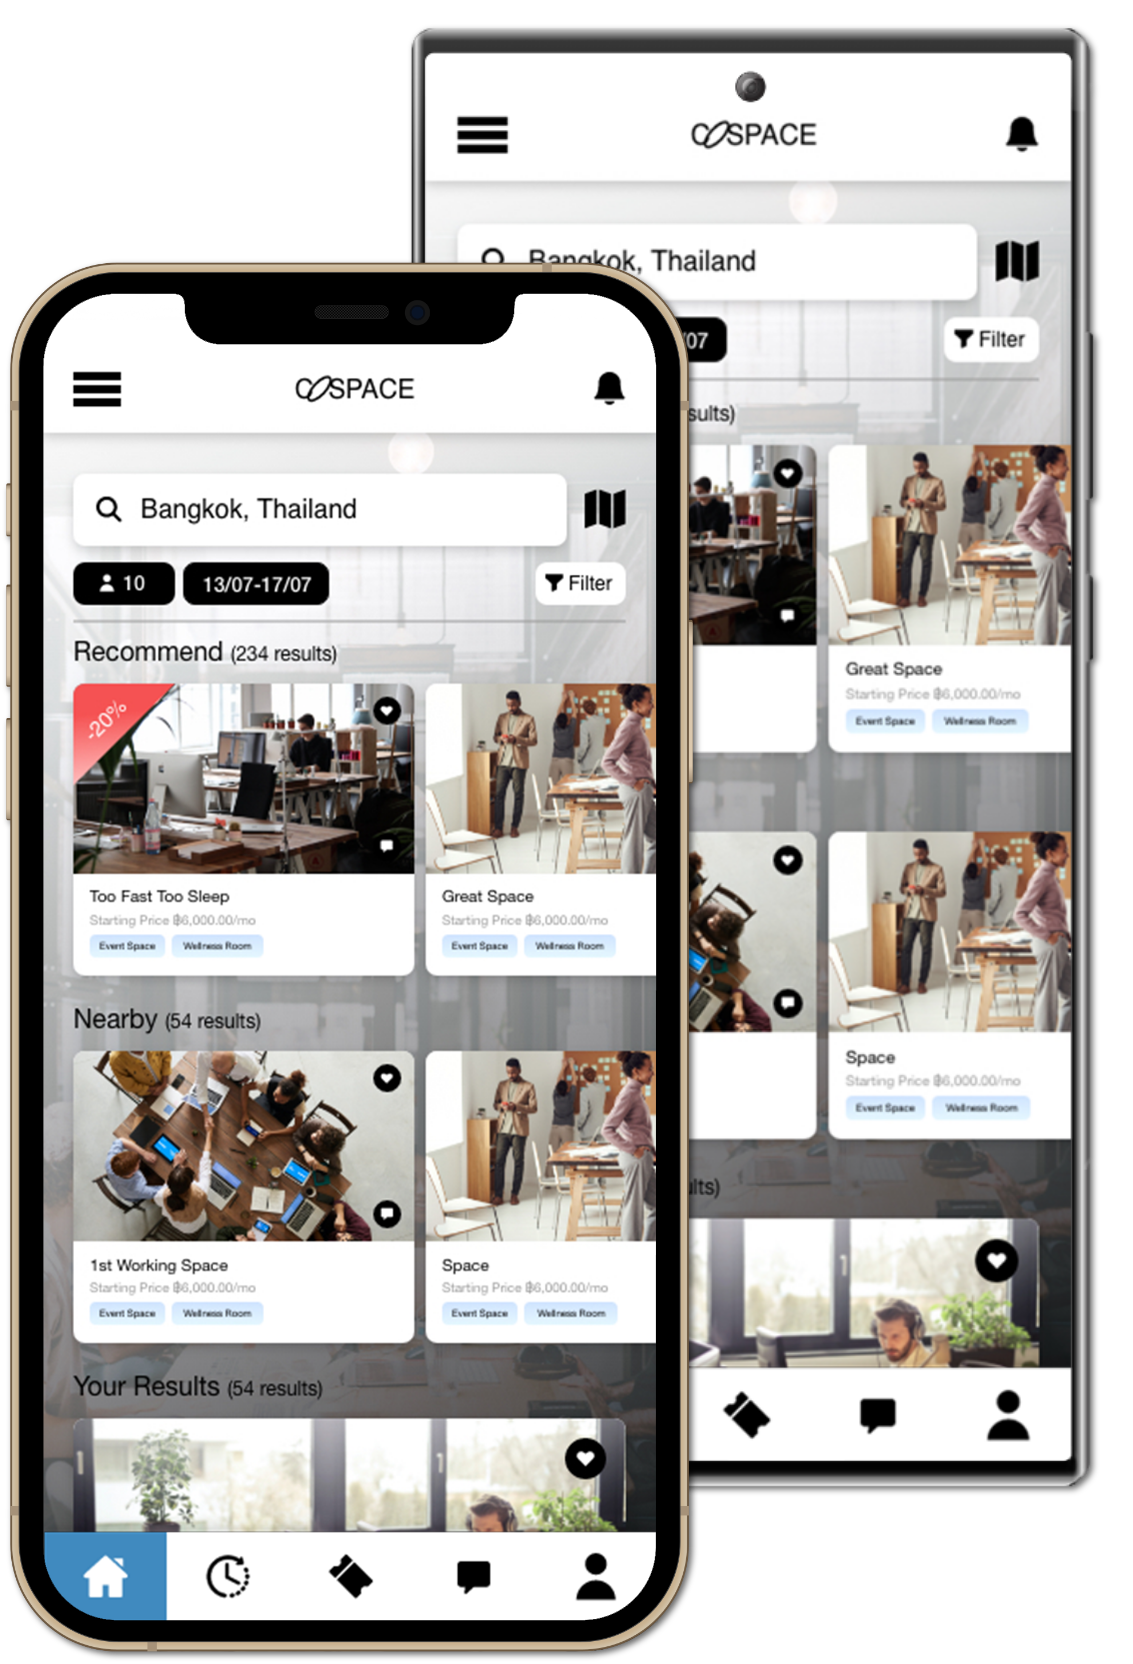 COSPACE
Bangkok, Thailand
/07
Filter
sults)
Great Space
Starting Price ฿6,000.00/mo
Event Space Wellness Room
Space
Starting Price ฿6,000.00/mo
Event Space Wellness Room
lts)
COSPACE
Bangkok, Thailand
10 13/07-17/07 Filter
Recommend (234 results)
-20%
Too Fast Too Sleep
Starting Price ฿6,000.00/mo
Event Space Wellness Room
Great Space
Starting Price ฿6,000.00/mo
Event Space Wellness Room
Nearby (54 results)
1st Working Space
Starting Price ฿6,000.00/mo
Event Space Wellness Room
Space
Starting Price ฿6,000.00/mo
Event Space Wellness Room
Your Results (54 results)